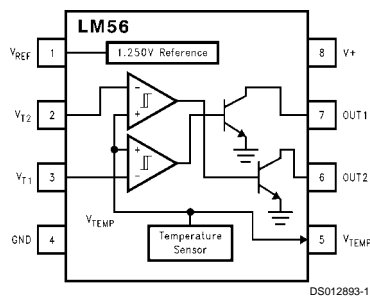 LM56
V_REF 1 1.250V Reference 8 V+
V_T2 2 − + 7 OUT1
V_T1 3 + − 6 OUT2
V_TEMP
GND 4 Temperature Sensor 5 V_TEMP
DS012893-1